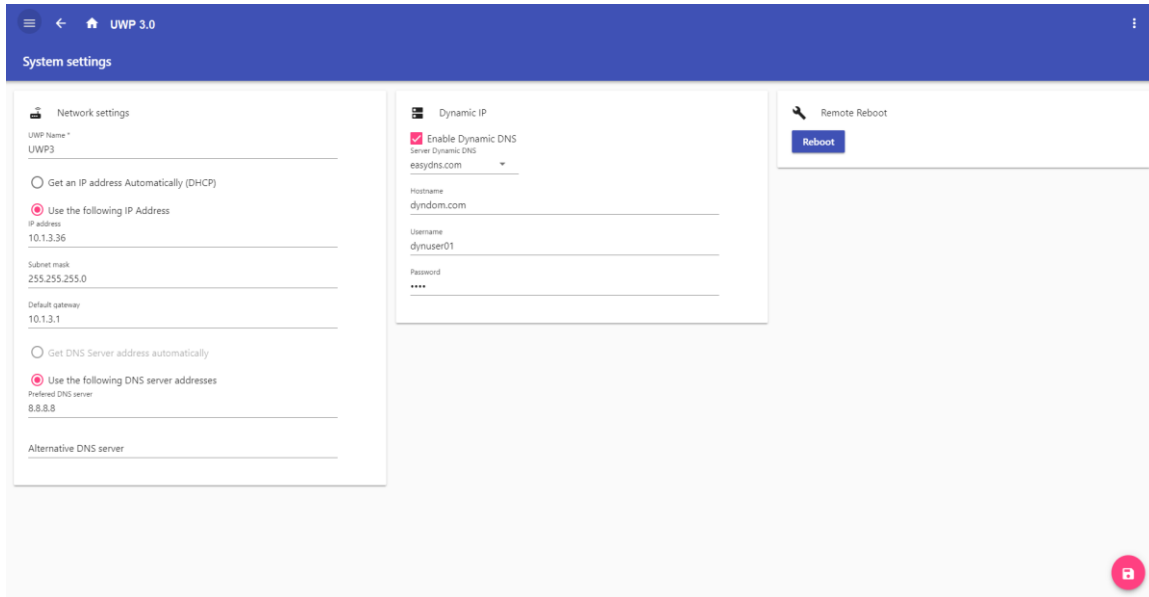 UWP 3.0
System settings
Network settings
UWP Name *
UWP3
Get an IP address Automatically (DHCP)
Use the following IP Address
IP address
10.1.3.36
Subnet mask
255.255.255.0
Default gateway
10.1.3.1
Get DNS Server address automatically
Use the following DNS server addresses
Prefered DNS server
8.8.8.8
Alternative DNS server
Dynamic IP
Enable Dynamic DNS
Server Dynamic DNS
easydns.com
Hostname
dyndom.com
Username
dynuser01
Password
••••
Remote Reboot
Reboot